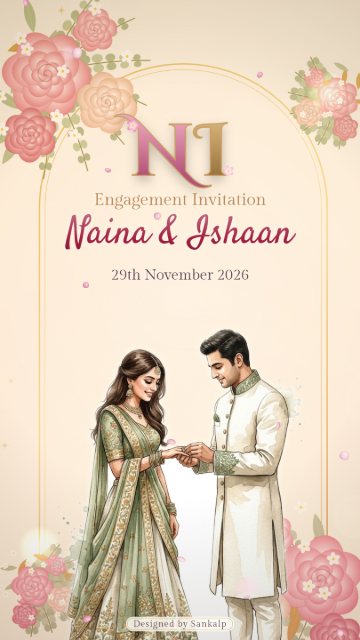 NI
Engagement Invitation
Naina & Ishaan
29th November 2026
Designed by Sankalp